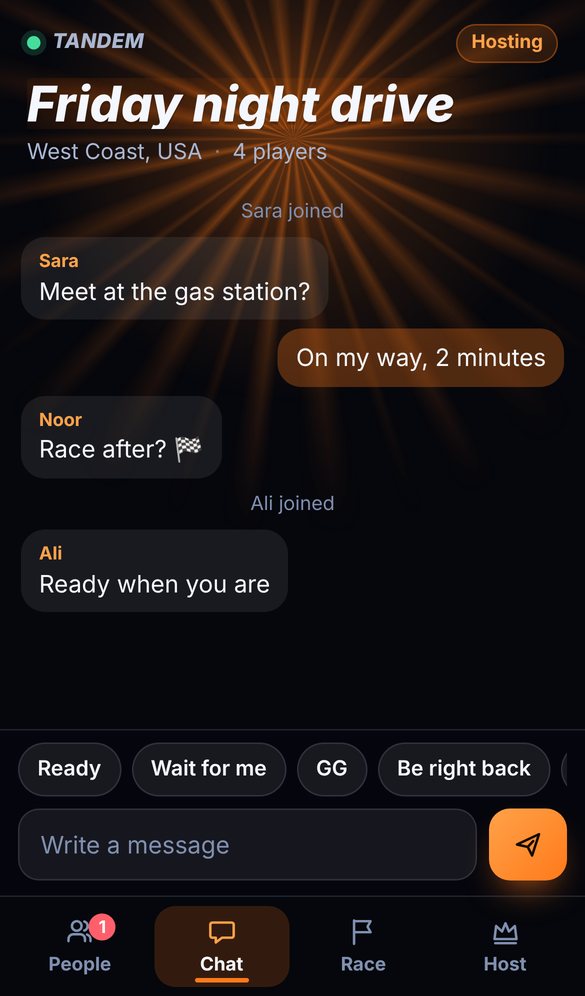 TANDEM
Hosting
Friday night drive
West Coast, USA · 4 players
Sara joined
Sara
Meet at the gas station?
On my way, 2 minutes
Noor
Race after? 🏁
Ali joined
Ali
Ready when you are
Ready
Wait for me
GG
Be right back
Write a message
1
People
Chat
Race
Host